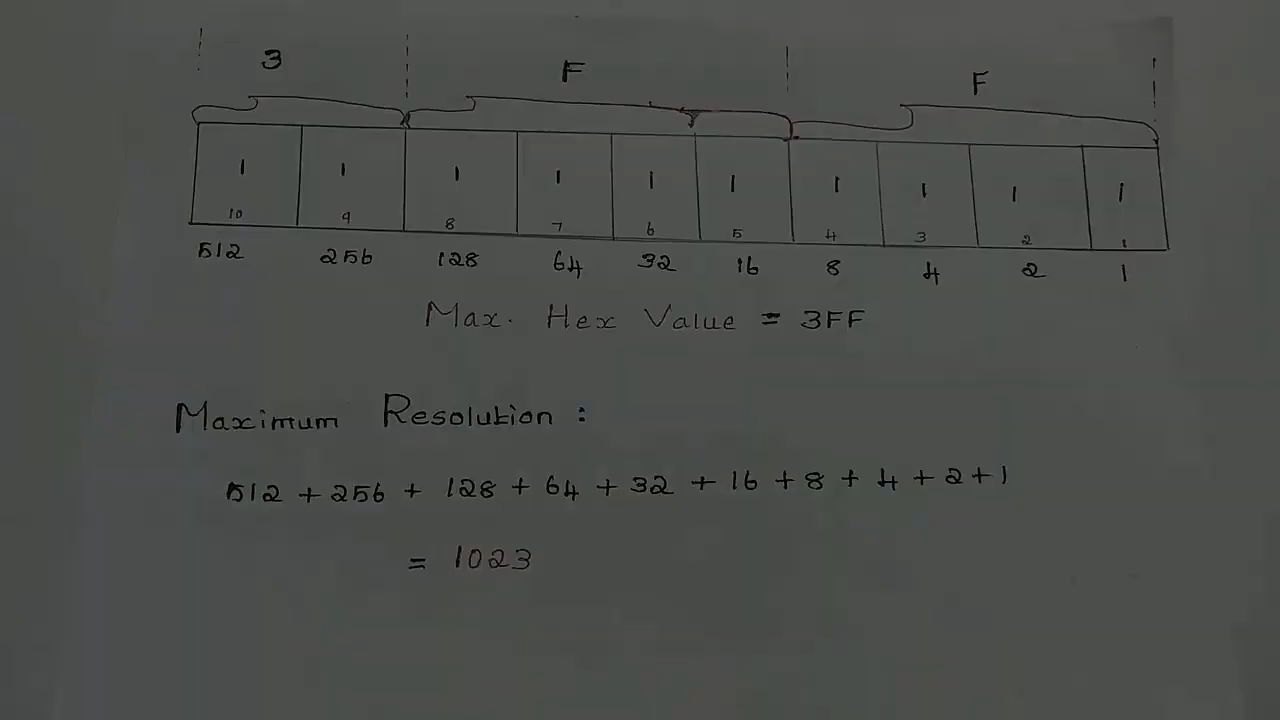 3 F F
1 1 1 1 1 1 1 1 1 1
10 9 8 7 6 5 4 3 2 1
512 256 128 64 32 16 8 4 2 1
Max. Hex Value = 3FF
Maximum Resolution :
512 + 256 + 128 + 64 + 32 + 16 + 8 + 4 + 2 + 1
= 1023